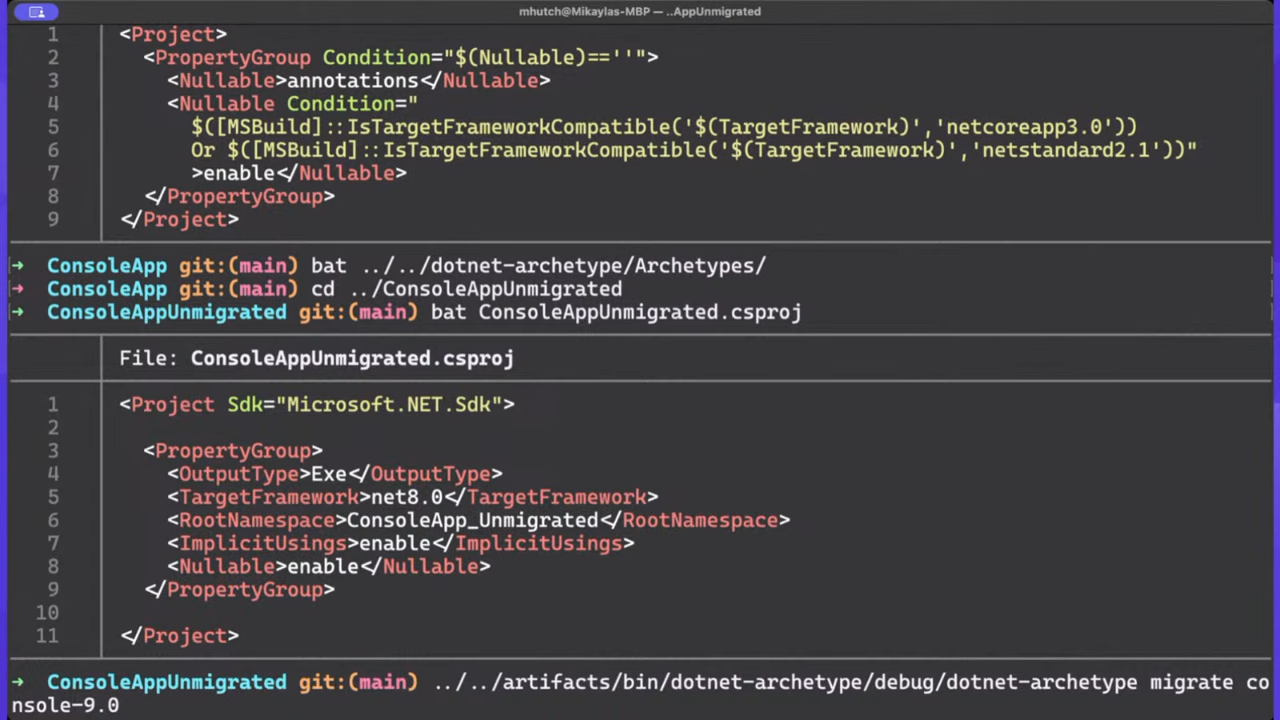 mhutch@Mikaylas-MBP — ..AppUnmigrated
1 <Project>
2 <PropertyGroup Condition="$(Nullable)==''">
3 <Nullable>annotations</Nullable>
4 <Nullable Condition="
5 $([MSBuild]::IsTargetFrameworkCompatible('$(TargetFramework)','netcoreapp3.0'))
6 Or $([MSBuild]::IsTargetFrameworkCompatible('$(TargetFramework)','netstandard2.1'))"
7 >enable</Nullable>
8 </PropertyGroup>
9 </Project>
→ ConsoleApp git:(main) bat ../../dotnet-archetype/Archetypes/
→ ConsoleApp git:(main) cd ../ConsoleAppUnmigrated
→ ConsoleAppUnmigrated git:(main) bat ConsoleAppUnmigrated.csproj
File: ConsoleAppUnmigrated.csproj
1 <Project Sdk="Microsoft.NET.Sdk">
2
3 <PropertyGroup>
4 <OutputType>Exe</OutputType>
5 <TargetFramework>net8.0</TargetFramework>
6 <RootNamespace>ConsoleApp_Unmigrated</RootNamespace>
7 <ImplicitUsings>enable</ImplicitUsings>
8 <Nullable>enable</Nullable>
9 </PropertyGroup>
10
11 </Project>
→ ConsoleAppUnmigrated git:(main) ../../artifacts/bin/dotnet-archetype/debug/dotnet-archetype migrate co
nsole-9.0